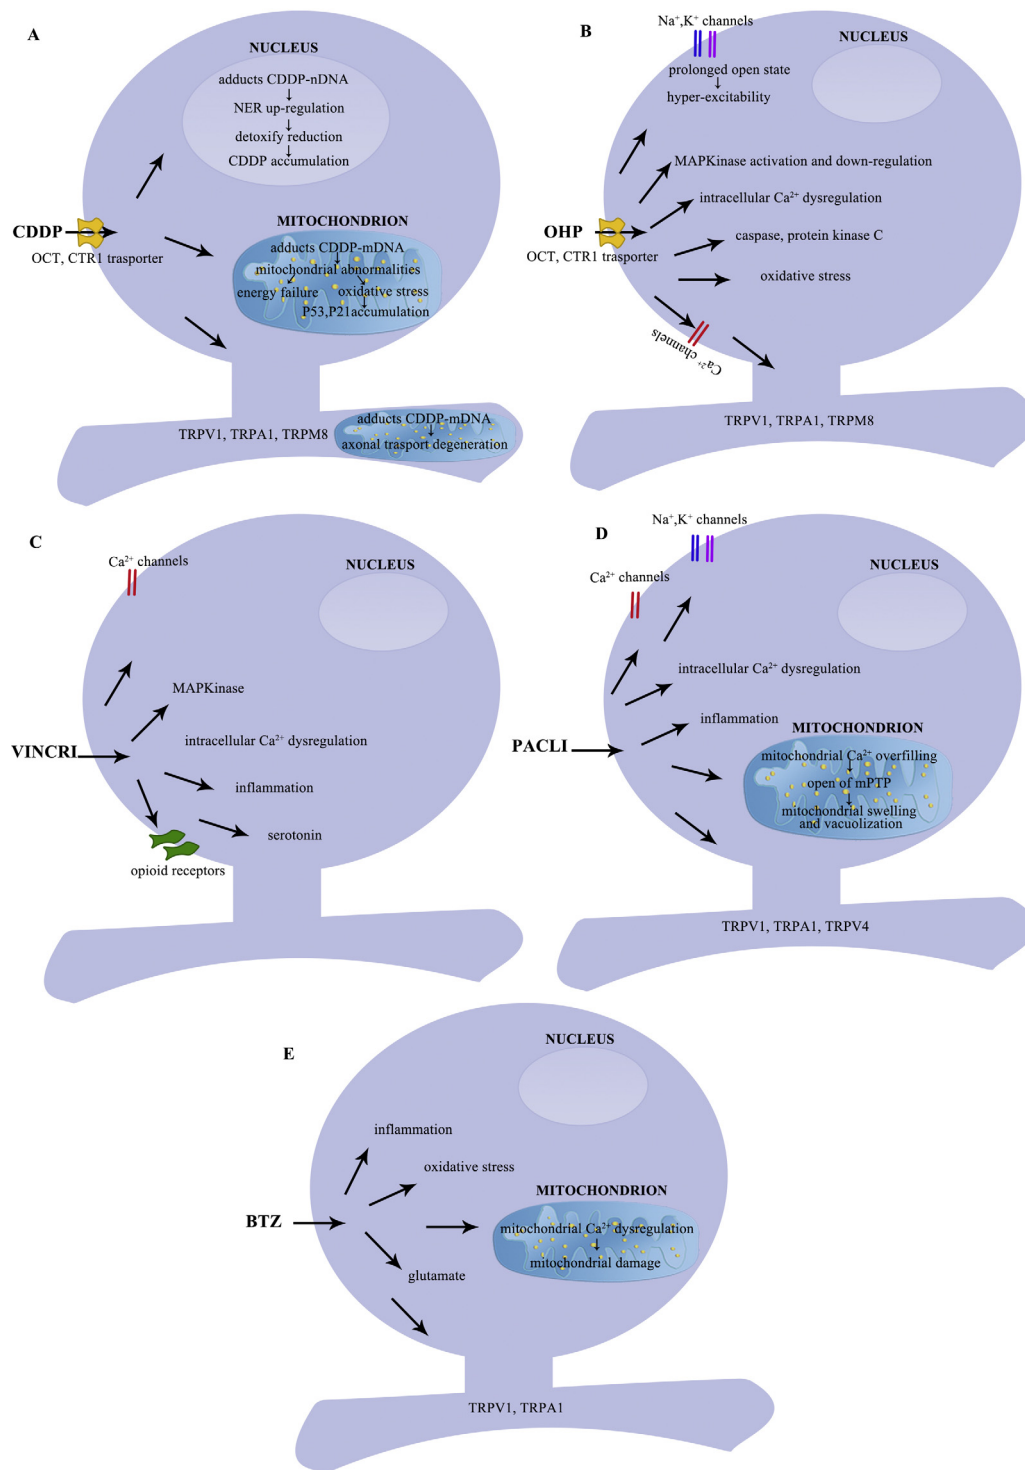 A
NUCLEUS
adducts CDDP-nDNA
NER up-regulation
detoxify reduction
CDDP accumulation
CDDP
OCT, CTR1 trasporter
MITOCHONDRION
adducts CDDP-mDNA
mitochondrial abnormalities
energy failure
oxidative stress
P53,P21accumulation
TRPV1, TRPA1, TRPM8
adducts CDDP-mDNA
axonal trasport degeneration
B
Na⁺,K⁺ channels
NUCLEUS
prolonged open state
hyper-excitability
MAPKinase activation and down-regulation
intracellular Ca²⁺ dysregulation
OHP
OCT, CTR1 trasporter
caspase, protein kinase C
oxidative stress
Ca²⁺ channels
TRPV1, TRPA1, TRPM8
C
Ca²⁺ channels
NUCLEUS
MAPKinase
intracellular Ca²⁺ dysregulation
VINCRI
inflammation
serotonin
opioid receptors
D
Na⁺,K⁺ channels
Ca²⁺ channels
NUCLEUS
intracellular Ca²⁺ dysregulation
inflammation
PACLI
MITOCHONDRION
mitochondrial Ca²⁺ overfilling
open of mPTP
mitochondrial swelling
and vacuolization
TRPV1, TRPA1, TRPV4
E
NUCLEUS
inflammation
oxidative stress
BTZ
MITOCHONDRION
mitochondrial Ca²⁺ dysregulation
mitochondrial damage
glutamate
TRPV1, TRPA1